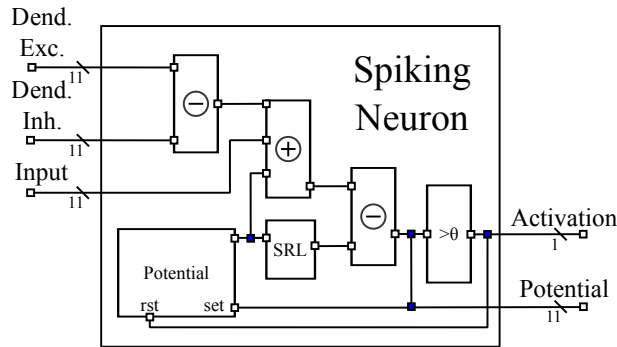 Dend.
Exc.
11
Dend.
Inh.
11
Input
11
Spiking
Neuron
−
+
−
SRL
>θ
Potential
rst
set
Activation
1
Potential
11